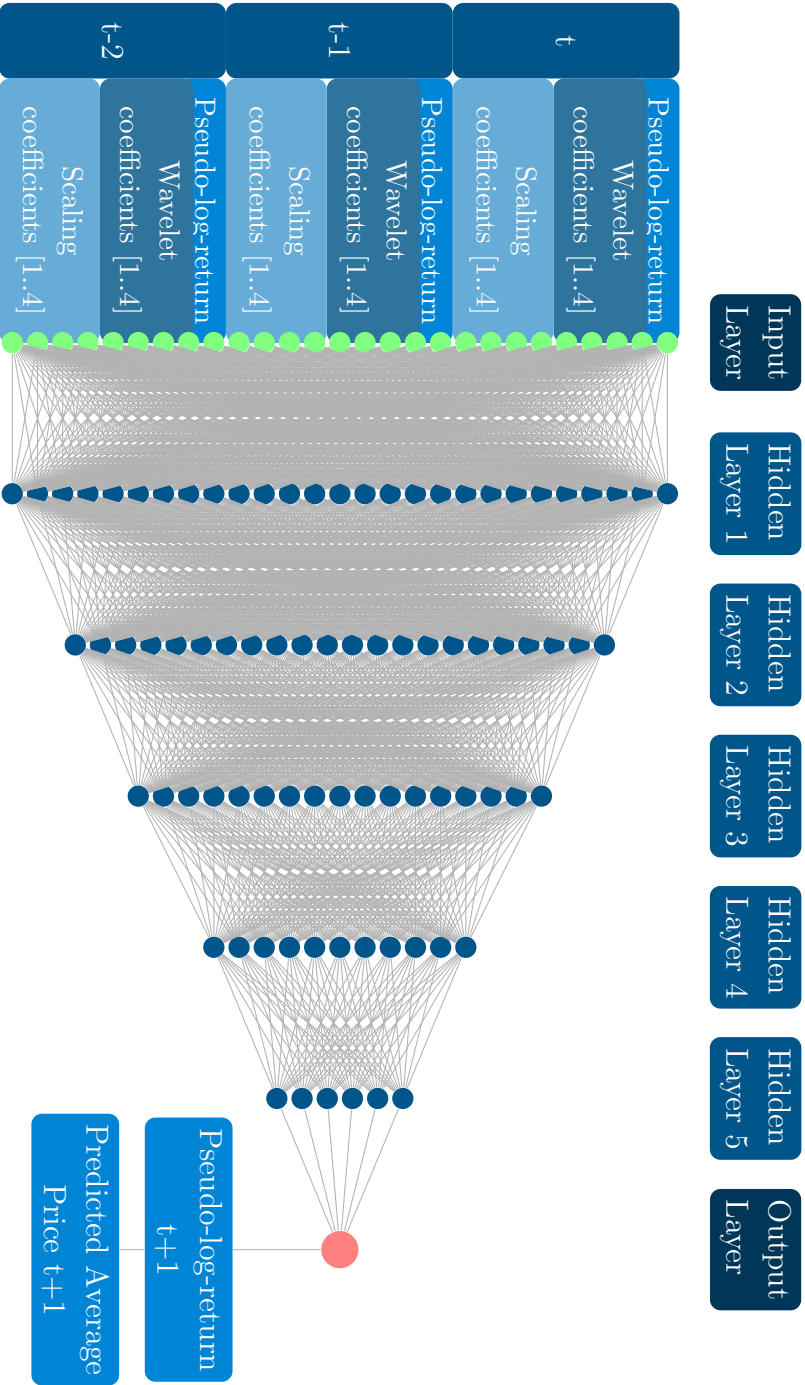 Input
Layer
Hidden
Layer 1
Hidden
Layer 2
Hidden
Layer 3
Hidden
Layer 4
Hidden
Layer 5
Output
Layer
t
Pseudo-log-return
Wavelet
coefficients [1..4]
Scaling
coefficients [1..4]
t-1
Pseudo-log-return
Wavelet
coefficients [1..4]
Scaling
coefficients [1..4]
t-2
Pseudo-log-return
Wavelet
coefficients [1..4]
Scaling
coefficients [1..4]
Pseudo-log-return
t+1
Predicted Average
Price t+1